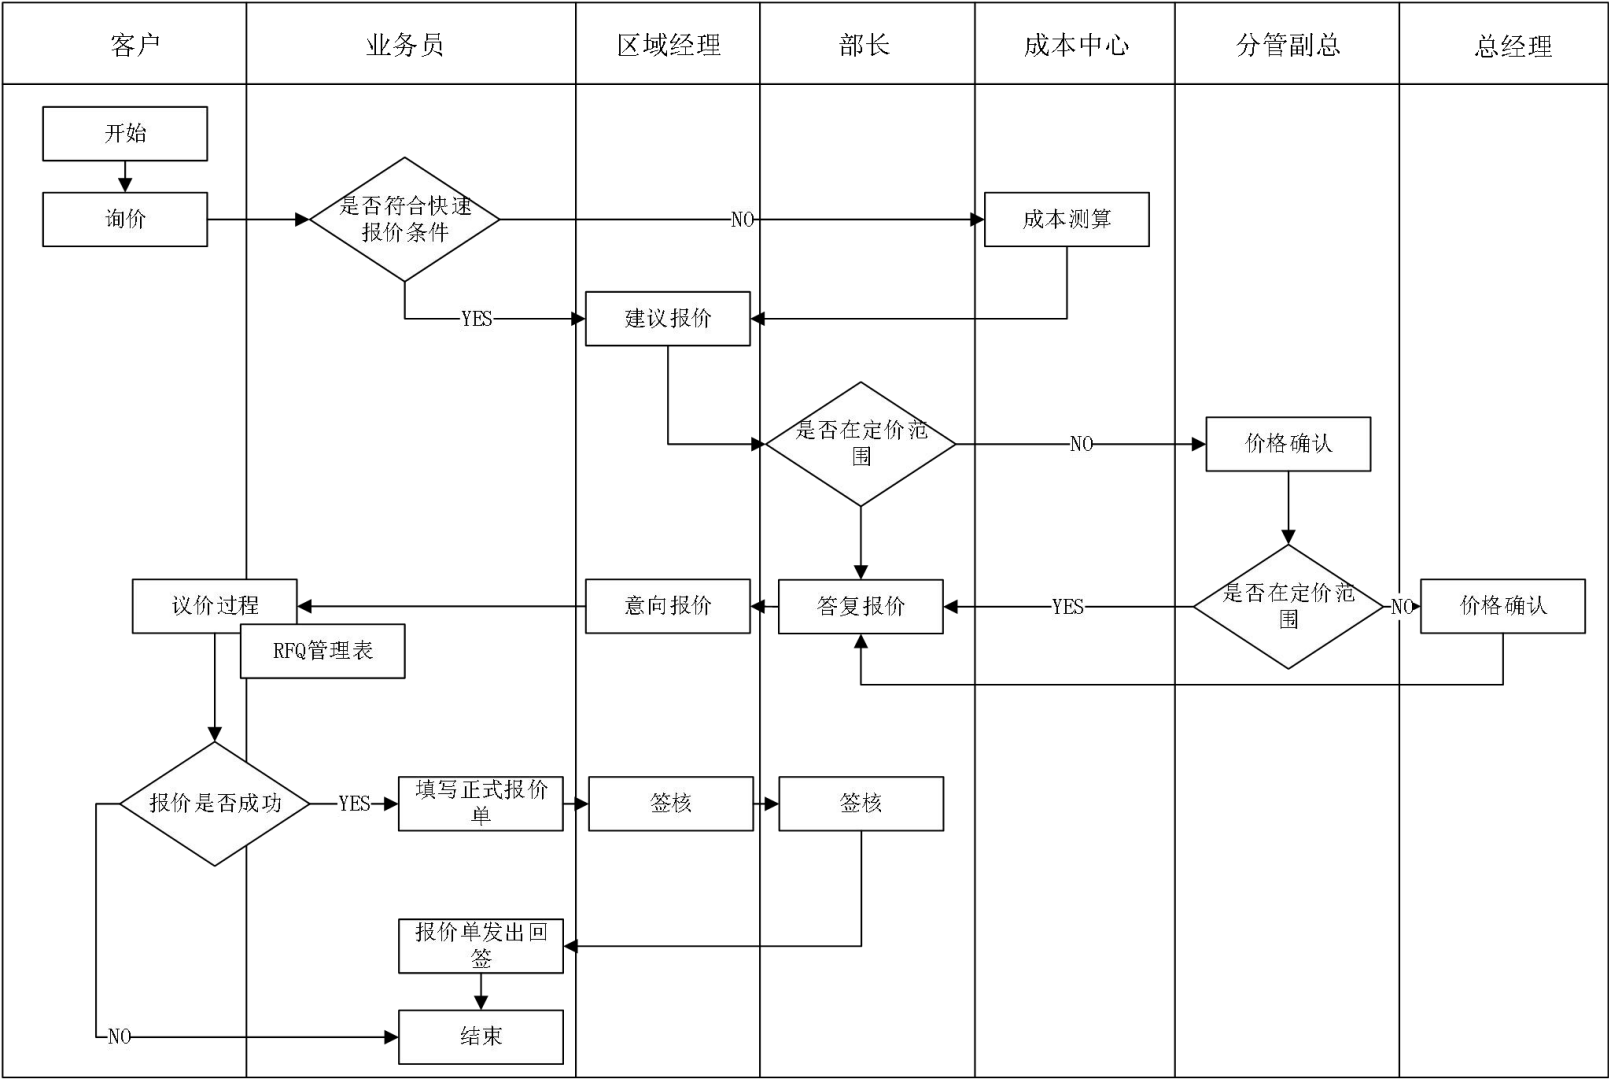 客户
业务员
区域经理
部长
成本中心
分管副总
总经理
开始
询价
是否符合快速
报价条件
NO
成本测算
YES
建议报价
是否在定价范
围
NO
价格确认
议价过程
RFQ管理表
意向报价
答复报价
YES
是否在定价范
围
NO
价格确认
报价是否成功
YES
填写正式报价
单
签核
签核
报价单发出回
签
NO
结束